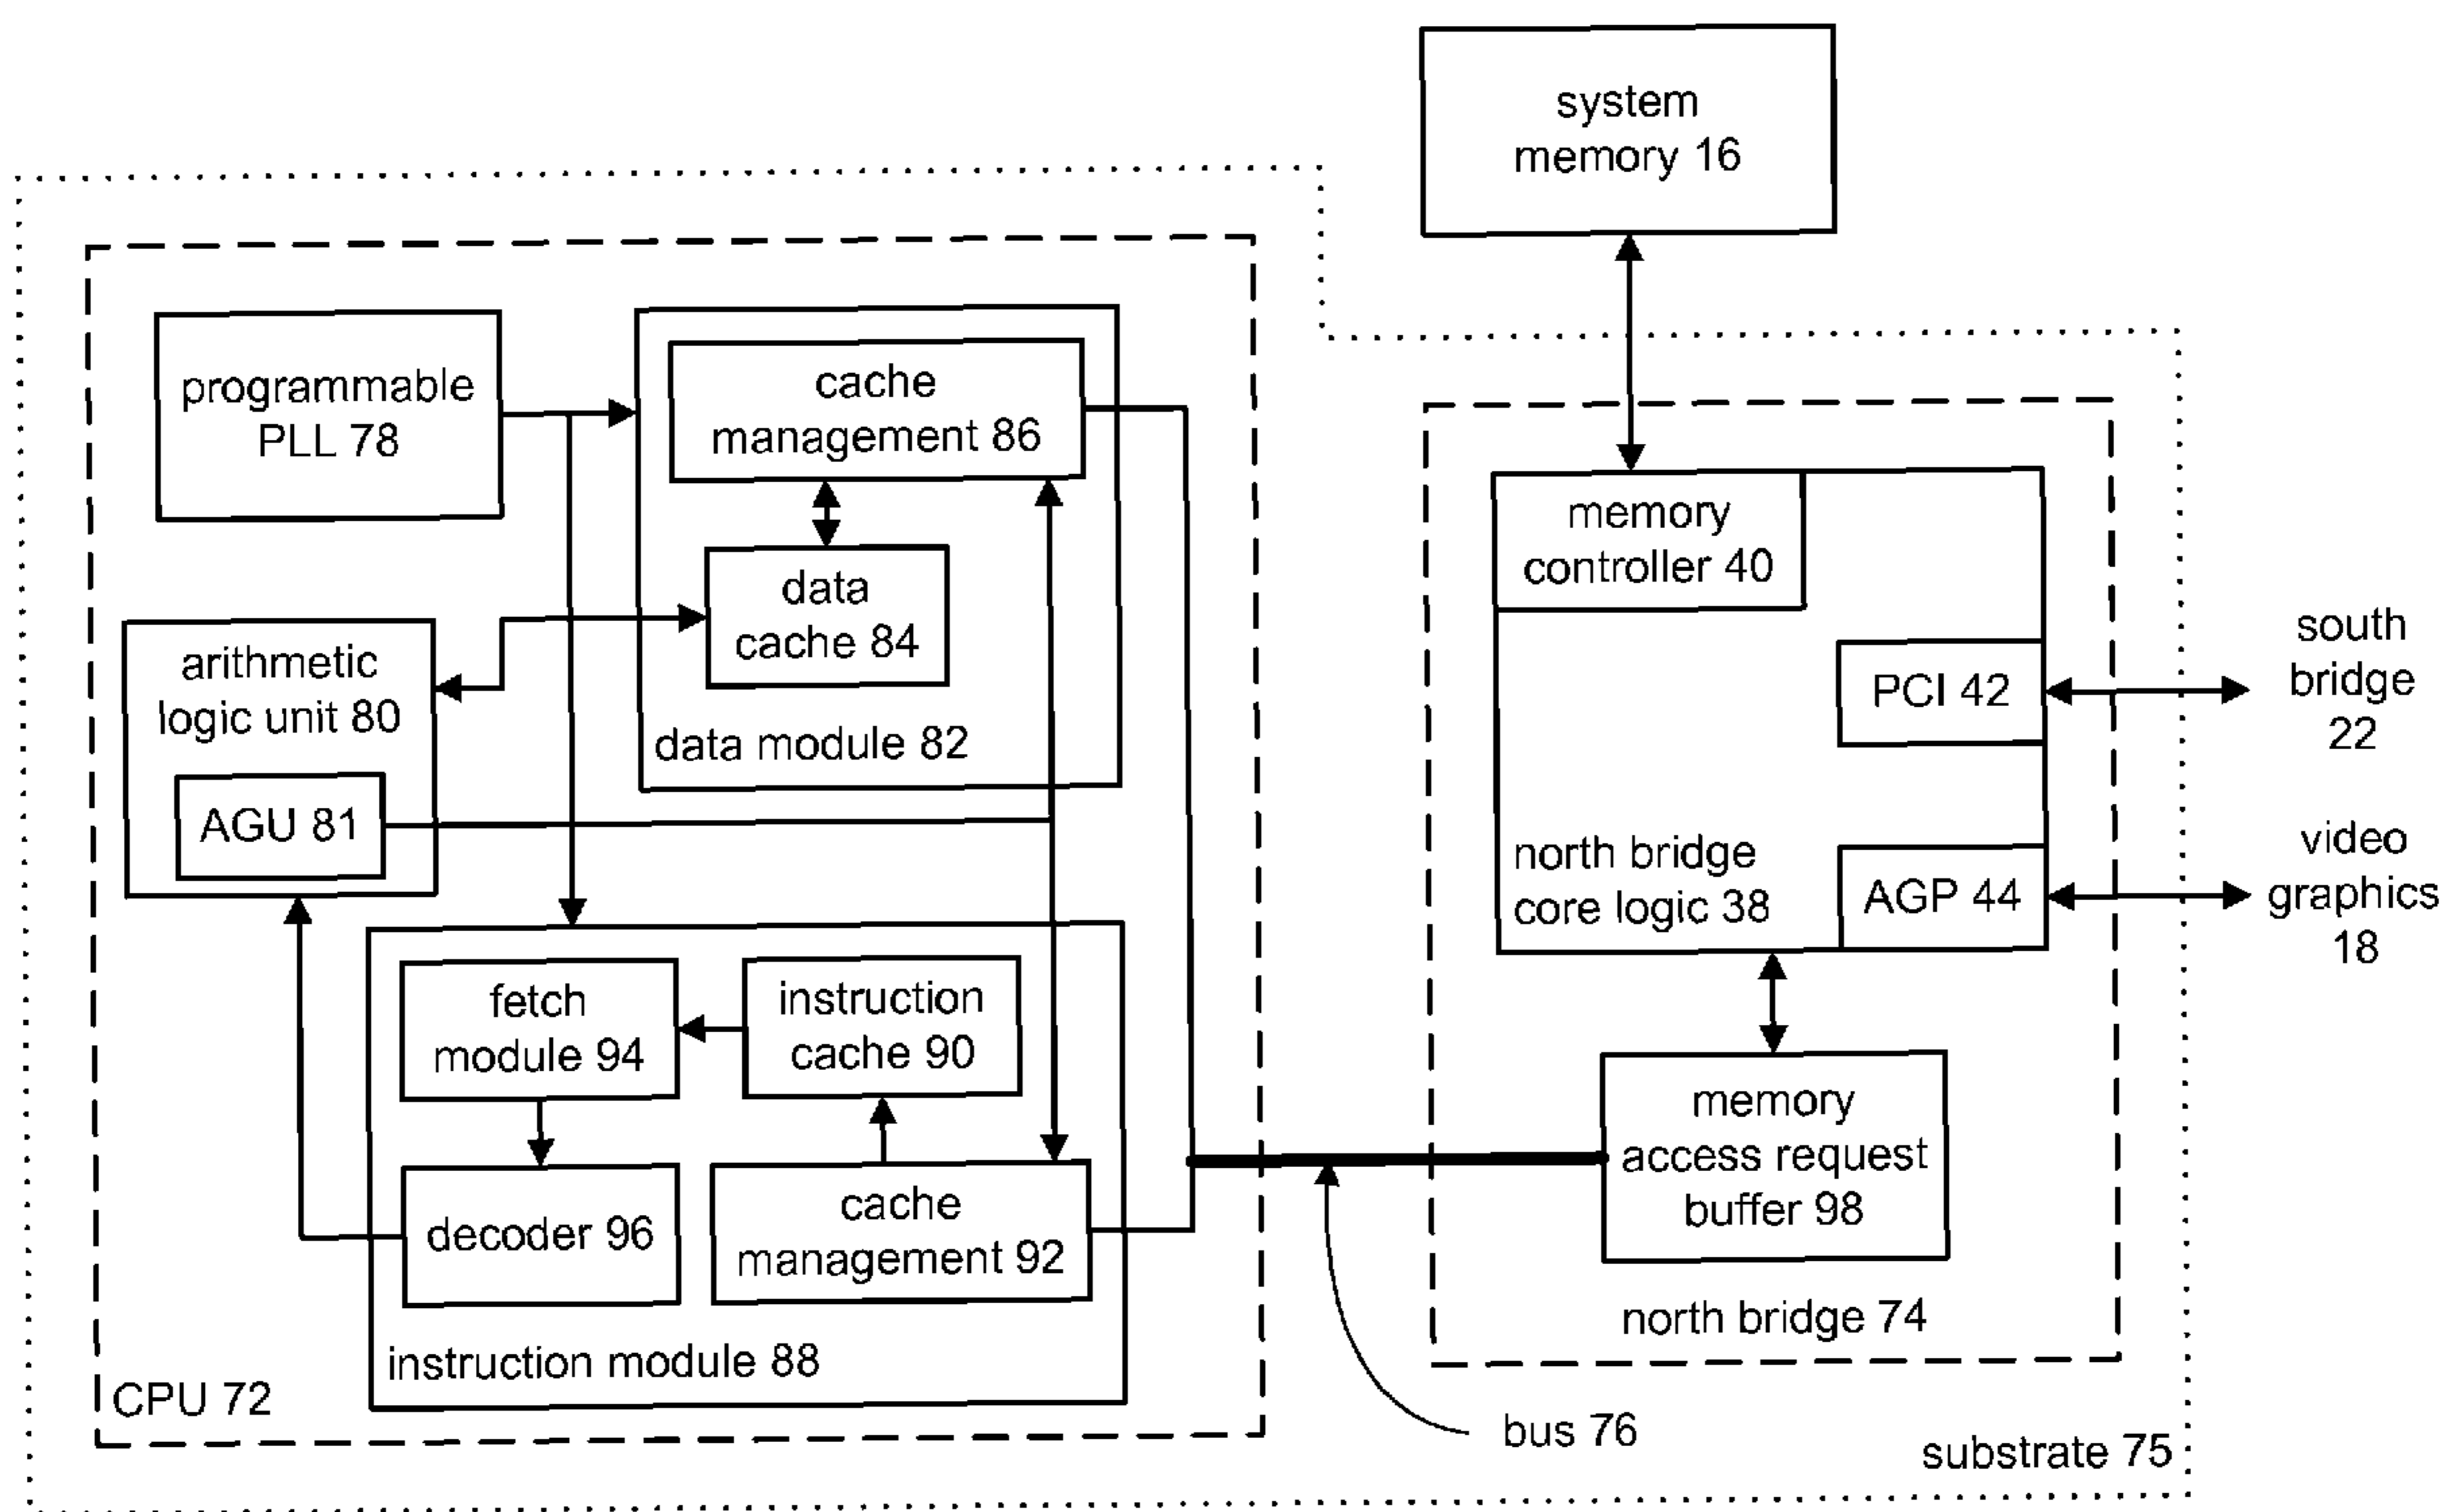 system
memory 16
programmable
PLL 78
cache
management 86
data
cache 84
data module 82
arithmetic
logic unit 80
AGU 81
fetch
module 94
instruction
cache 90
decoder 96
cache
management 92
instruction module 88
CPU 72
memory
controller 40
PCI 42
north bridge
core logic 38
AGP 44
south
bridge
22
video
graphics
18
memory
access request
buffer 98
north bridge 74
bus 76
substrate 75